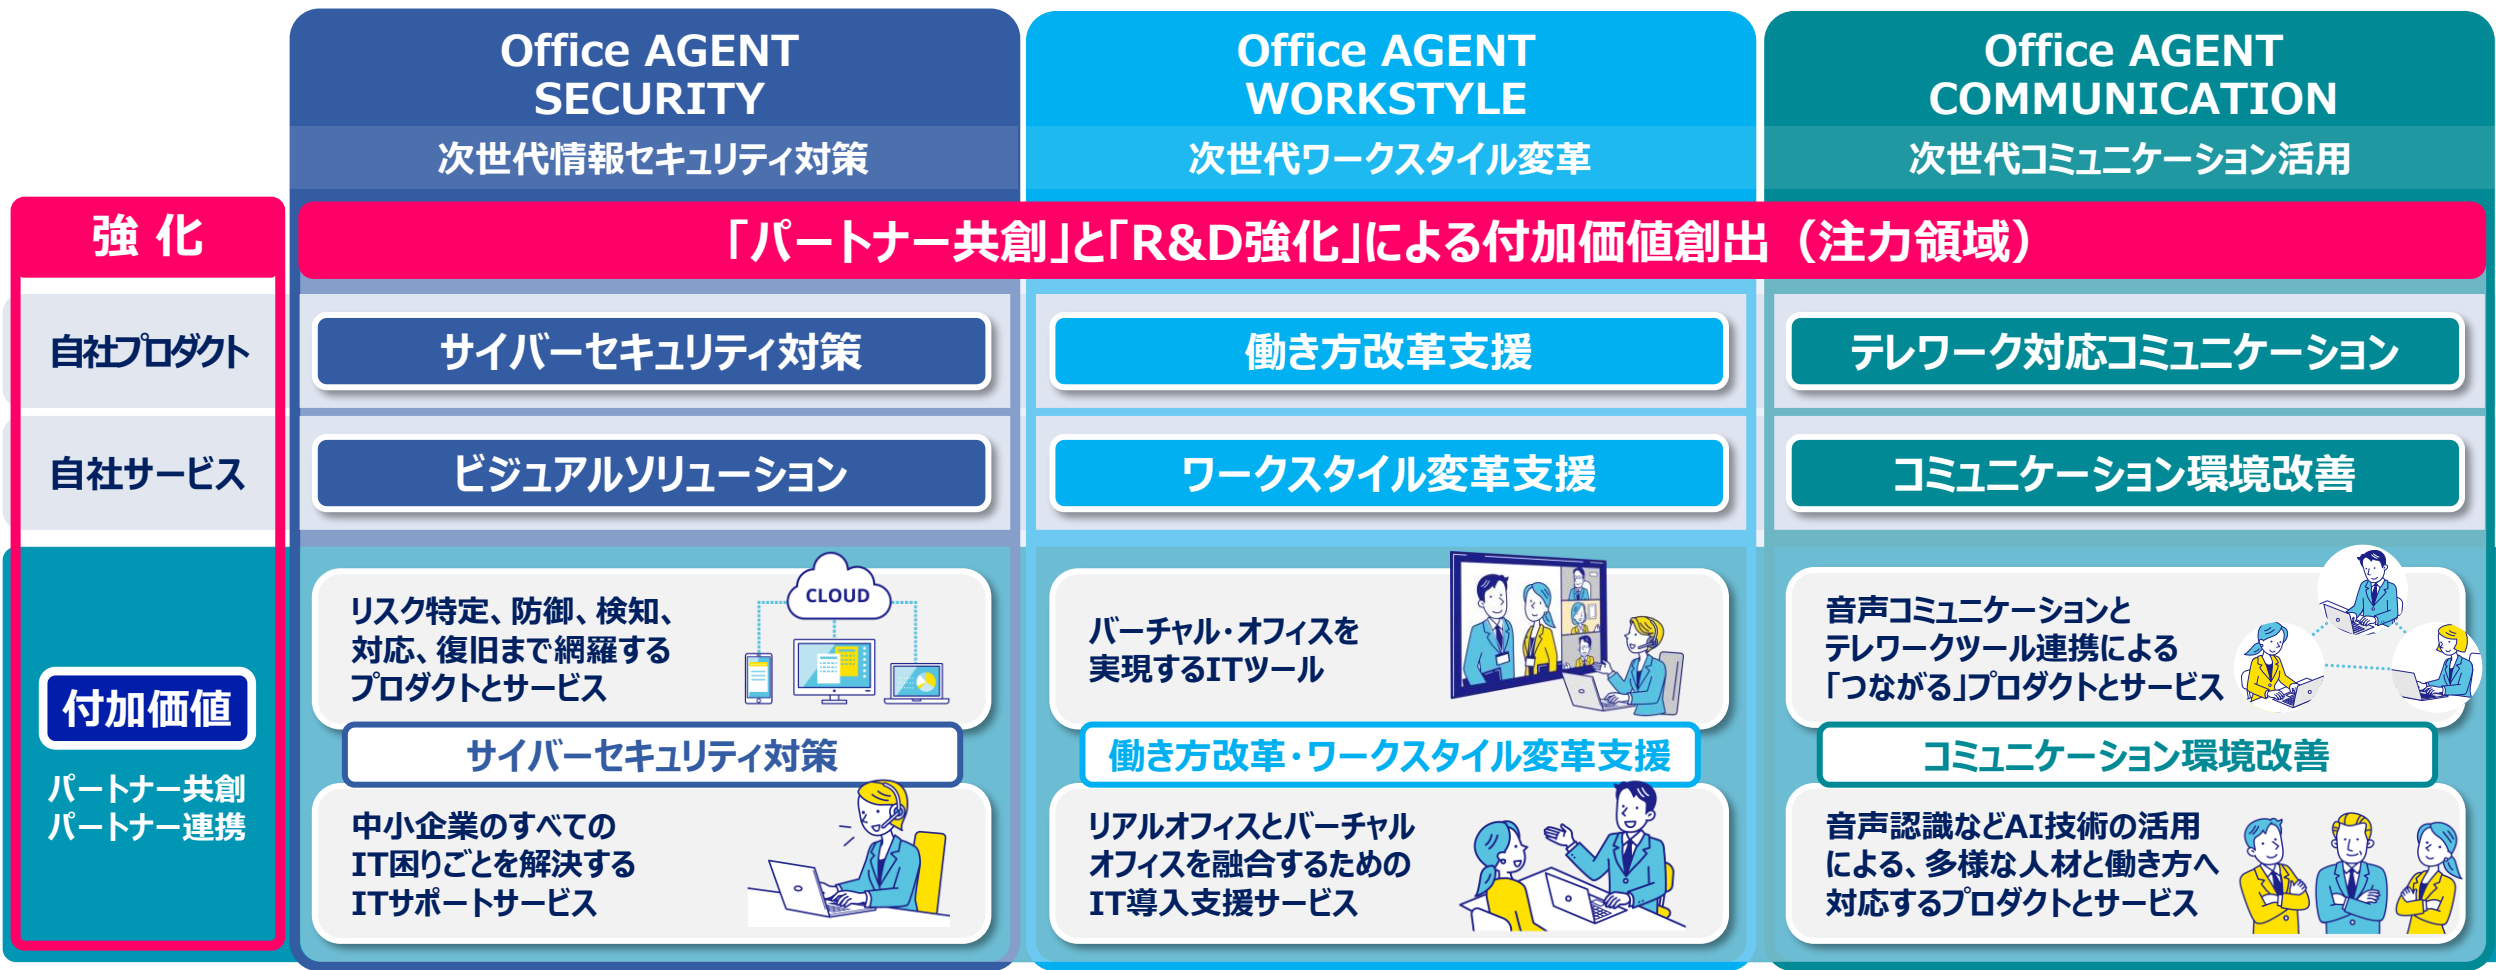 Office AGENT
SECURITY
次世代情報セキュリティ対策
Office AGENT
WORKSTYLE
次世代ワークスタイル変革
Office AGENT
COMMUNICATION
次世代コミュニケーション活用
強 化
「パートナー共創」と「R&D強化」による付加価値創出（注力領域）
自社プロダクト
サイバーセキュリティ対策
働き方改革支援
テレワーク対応コミュニケーション
自社サービス
ビジュアルソリューション
ワークスタイル変革支援
コミュニケーション環境改善
付加価値
パートナー共創
パートナー連携
リスク特定、防御、検知、
対応、復旧まで網羅する
プロダクトとサービス
CLOUD
サイバーセキュリティ対策
中小企業のすべての
IT困りごとを解決する
ITサポートサービス
バーチャル・オフィスを
実現するITツール
働き方改革・ワークスタイル変革支援
リアルオフィスとバーチャル
オフィスを融合するための
IT導入支援サービス
音声コミュニケーションと
テレワークツール連携による
「つながる」プロダクトとサービス
コミュニケーション環境改善
音声認識などAI技術の活用
による、多様な人材と働き方へ
対応するプロダクトとサービス